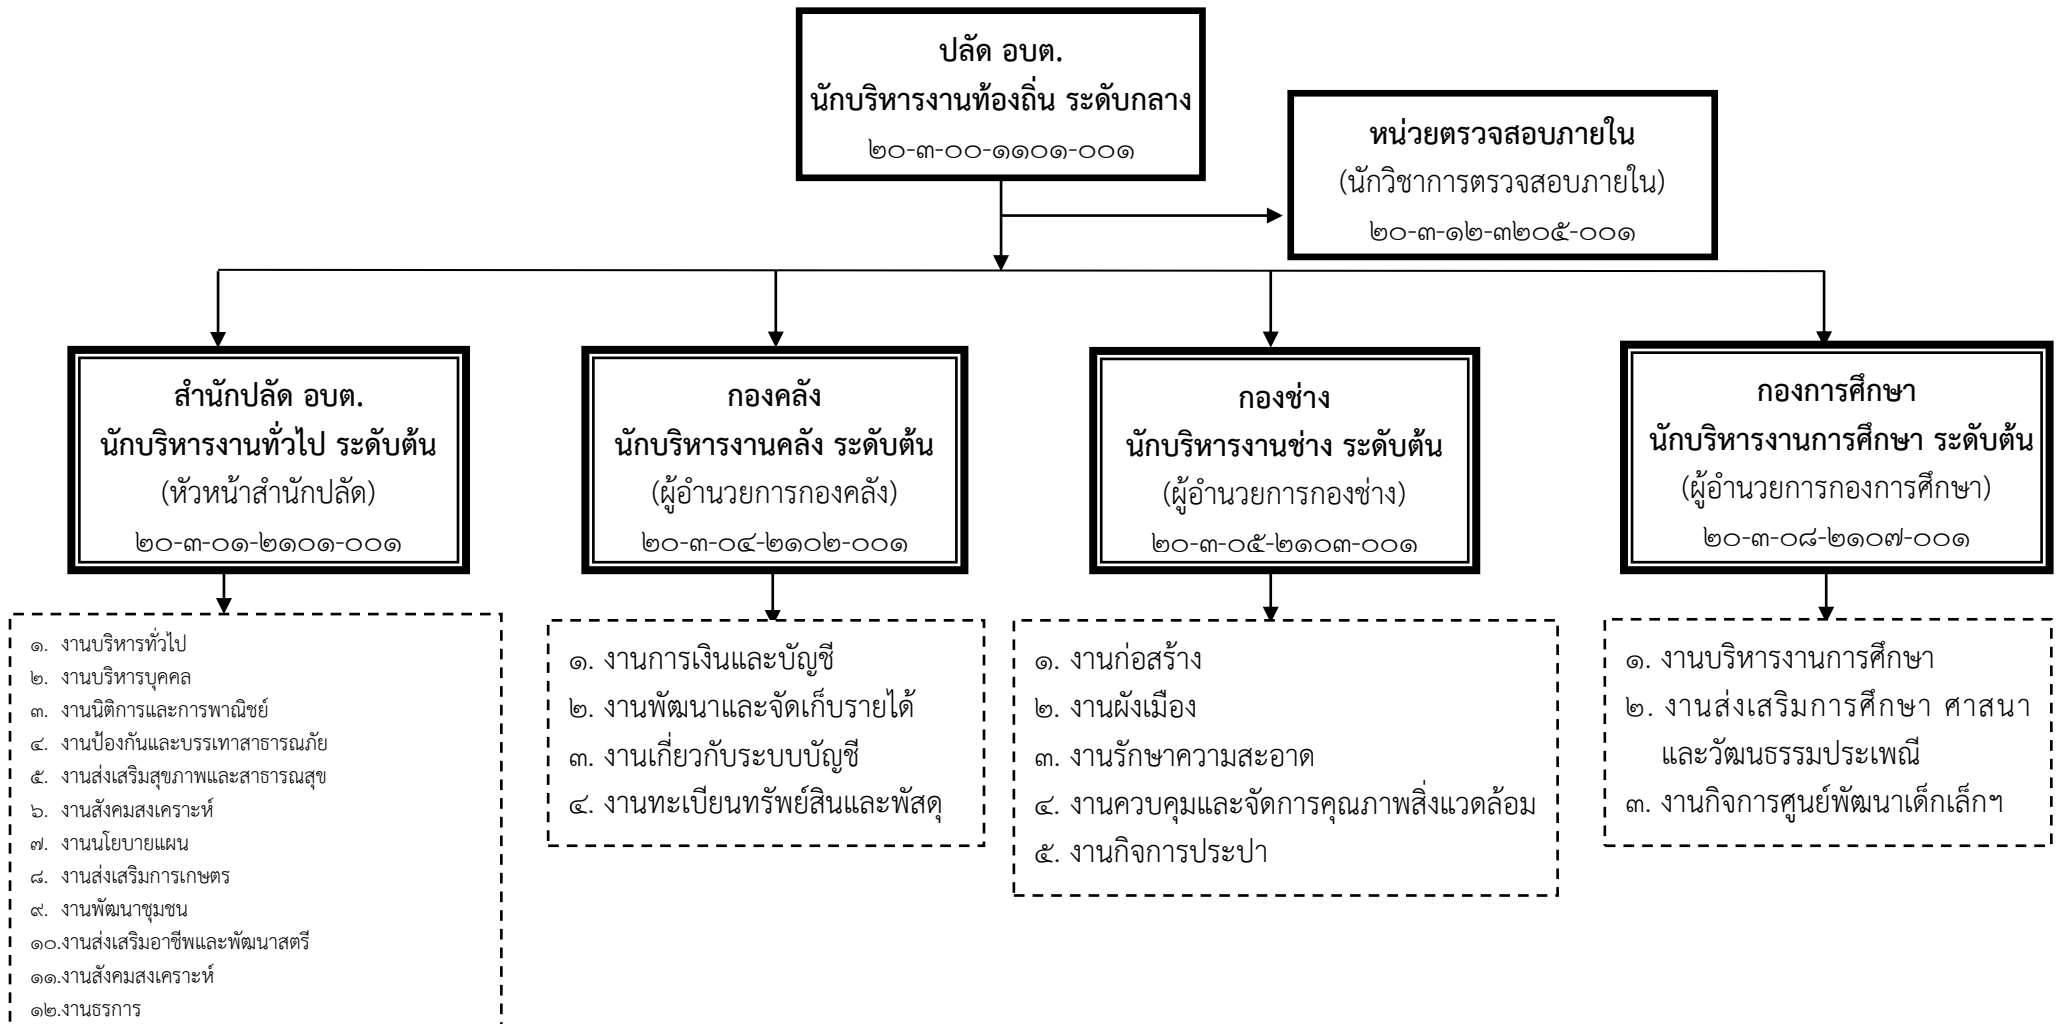 ปลัด อบต.
นักบริหารงานท้องถิ่น ระดับกลาง
๒๐-๓-๐๐-๑๑๐๑-๐๐๑
หน่วยตรวจสอบภายใน
(นักวิชาการตรวจสอบภายใน)
๒๐-๓-๑๒-๓๒๐๕-๐๐๑
สำนักปลัด อบต.
นักบริหารงานทั่วไป ระดับต้น
(หัวหน้าสำนักปลัด)
๒๐-๓-๐๑-๒๑๐๑-๐๐๑
กองคลัง
นักบริหารงานคลัง ระดับต้น
(ผู้อำนวยการกองคลัง)
๒๐-๓-๐๔-๒๑๐๒-๐๐๑
กองช่าง
นักบริหารงานช่าง ระดับต้น
(ผู้อำนวยการกองช่าง)
๒๐-๓-๐๕-๒๑๐๓-๐๐๑
กองการศึกษา
นักบริหารงานการศึกษา ระดับต้น
(ผู้อำนวยการกองการศึกษา)
๒๐-๓-๐๘-๒๑๐๗-๐๐๑
๑. งานบริหารทั่วไป
๒. งานบริหารบุคคล
๓. งานนิติการและการพาณิชย์
๔. งานป้องกันและบรรเทาสาธารณภัย
๕. งานส่งเสริมสุขภาพและสาธารณสุข
๖. งานสังคมสงเคราะห์
๗. งานนโยบายแผน
๘. งานส่งเสริมการเกษตร
๙. งานพัฒนาชุมชน
๑๐.งานส่งเสริมอาชีพและพัฒนาสตรี
๑๑.งานสังคมสงเคราะห์
๑๒.งานธรการ
๑. งานการเงินและบัญชี
๒. งานพัฒนาและจัดเก็บรายได้
๓. งานเกี่ยวกับระบบบัญชี
๔. งานทะเบียนทรัพย์สินและพัสดุ
๑. งานก่อสร้าง
๒. งานผังเมือง
๓. งานรักษาความสะอาด
๔. งานควบคุมและจัดการคุณภาพสิ่งแวดล้อม
๕. งานกิจการประปา
๑. งานบริหารงานการศึกษา
๒. งานส่งเสริมการศึกษา ศาสนา
และวัฒนธรรมประเพณี
๓. งานกิจการศูนย์พัฒนาเด็กเล็กฯ